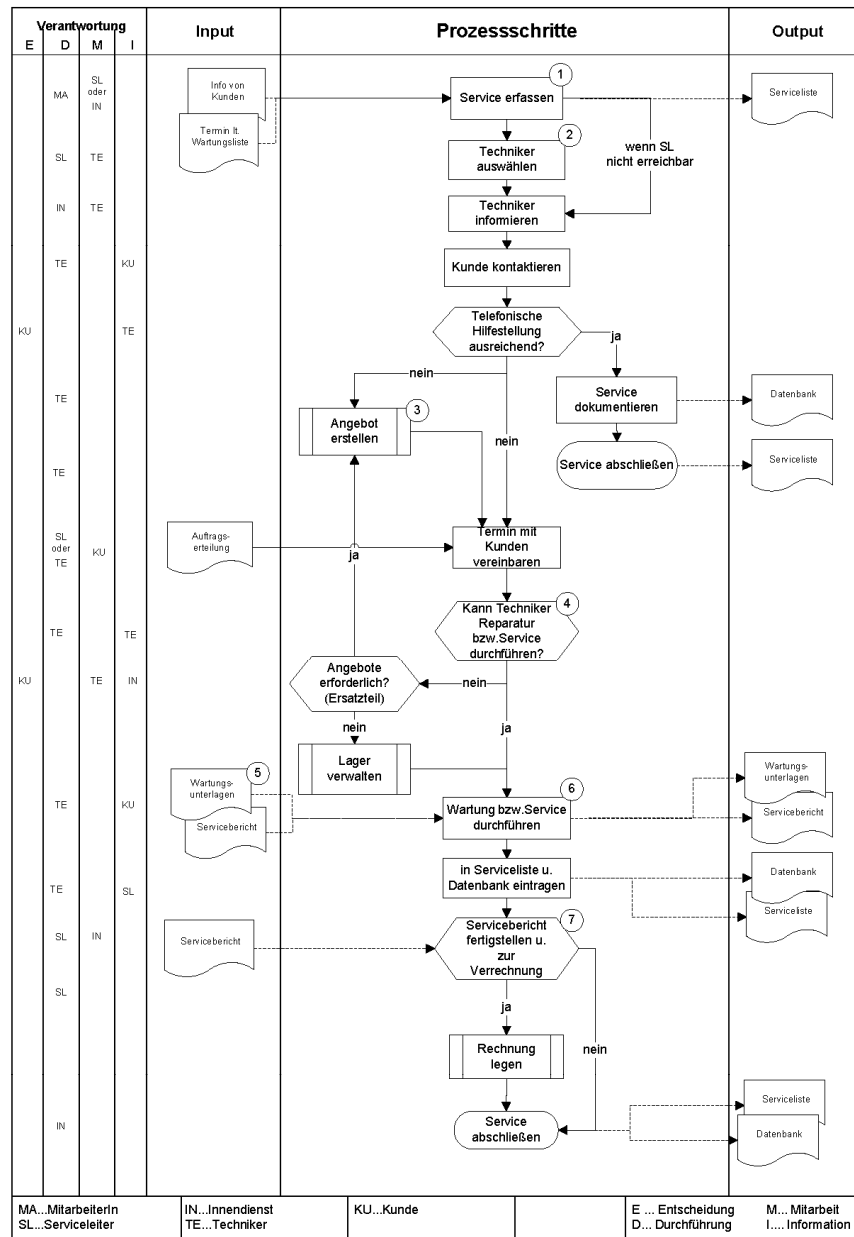 Verantwortung
E D M I
Input
Prozessschritte
Output
MA
SL
oder
IN
Info von
Kunden
Termin lt.
Wartungsliste
1
Service erfassen
Serviceliste
SL TE
2
Techniker
auswählen
wenn SL
nicht erreichbar
IN TE
Techniker
informieren
TE KU
Kunde kontaktieren
KU TE
Telefonische
Hilfestellung
ausreichend?
ja
nein
TE
3
Angebot
erstellen
nein
Service
dokumentieren
Datenbank
TE
Service abschließen
Serviceliste
SL
oder
TE
KU
Auftrags-
erteilung
ja
Termin mit
Kunden
vereinbaren
TE TE
4
Kann Techniker
Reparatur
bzw.Service
durchführen?
KU TE IN
Angebote
erforderlich?
(Ersatzteil)
nein
nein
ja
Lager
verwalten
5
Wartungs-
unterlagen
Servicebericht
TE KU
6
Wartung bzw.Service
durchführen
Wartungs-
unterlagen
Servicebericht
TE SL
in Serviceliste u.
Datenbank eintragen
Datenbank
Serviceliste
SL IN
Servicebericht
7
Servicebericht
fertigstellen u.
zur
Verrechnung
SL
ja
nein
Rechnung
legen
IN
Service
abschließen
Serviceliste
Datenbank
MA...MitarbeiterIn
SL...Serviceleiter
IN...Innendienst
TE...Techniker
KU...Kunde
E ... Entscheidung
D... Durchführung
M... Mitarbeit
I.... Information